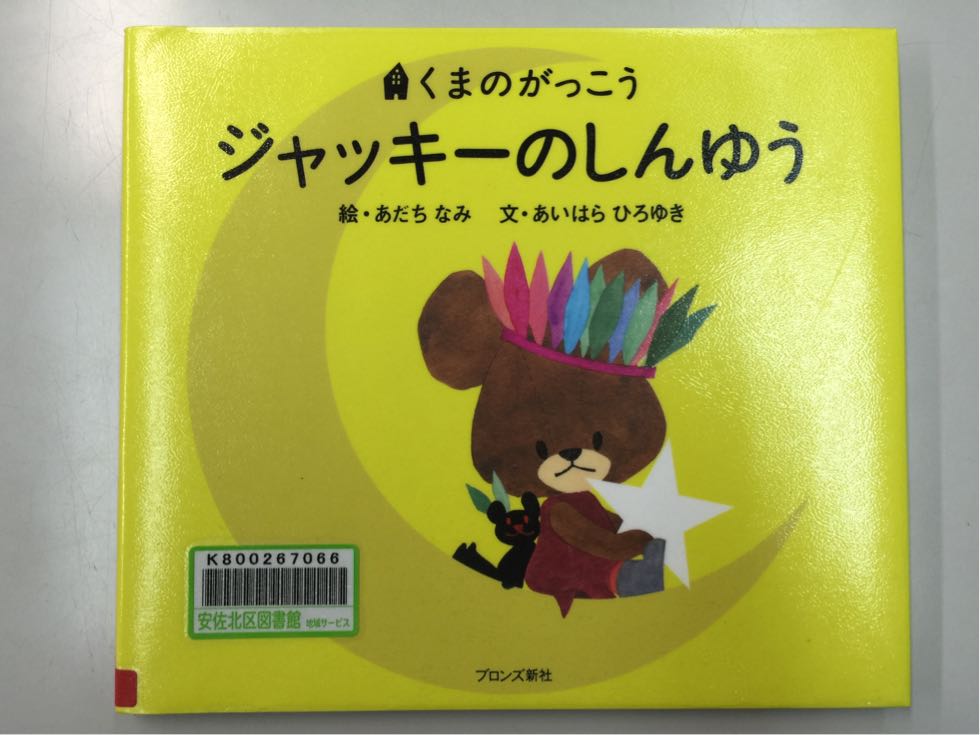 くまのがっこう
ジャッキーのしんゆう
絵・あだち なみ　文・あいはら ひろゆき
K800267066
安佐北区図書館 地域サービス
ブロンズ新社